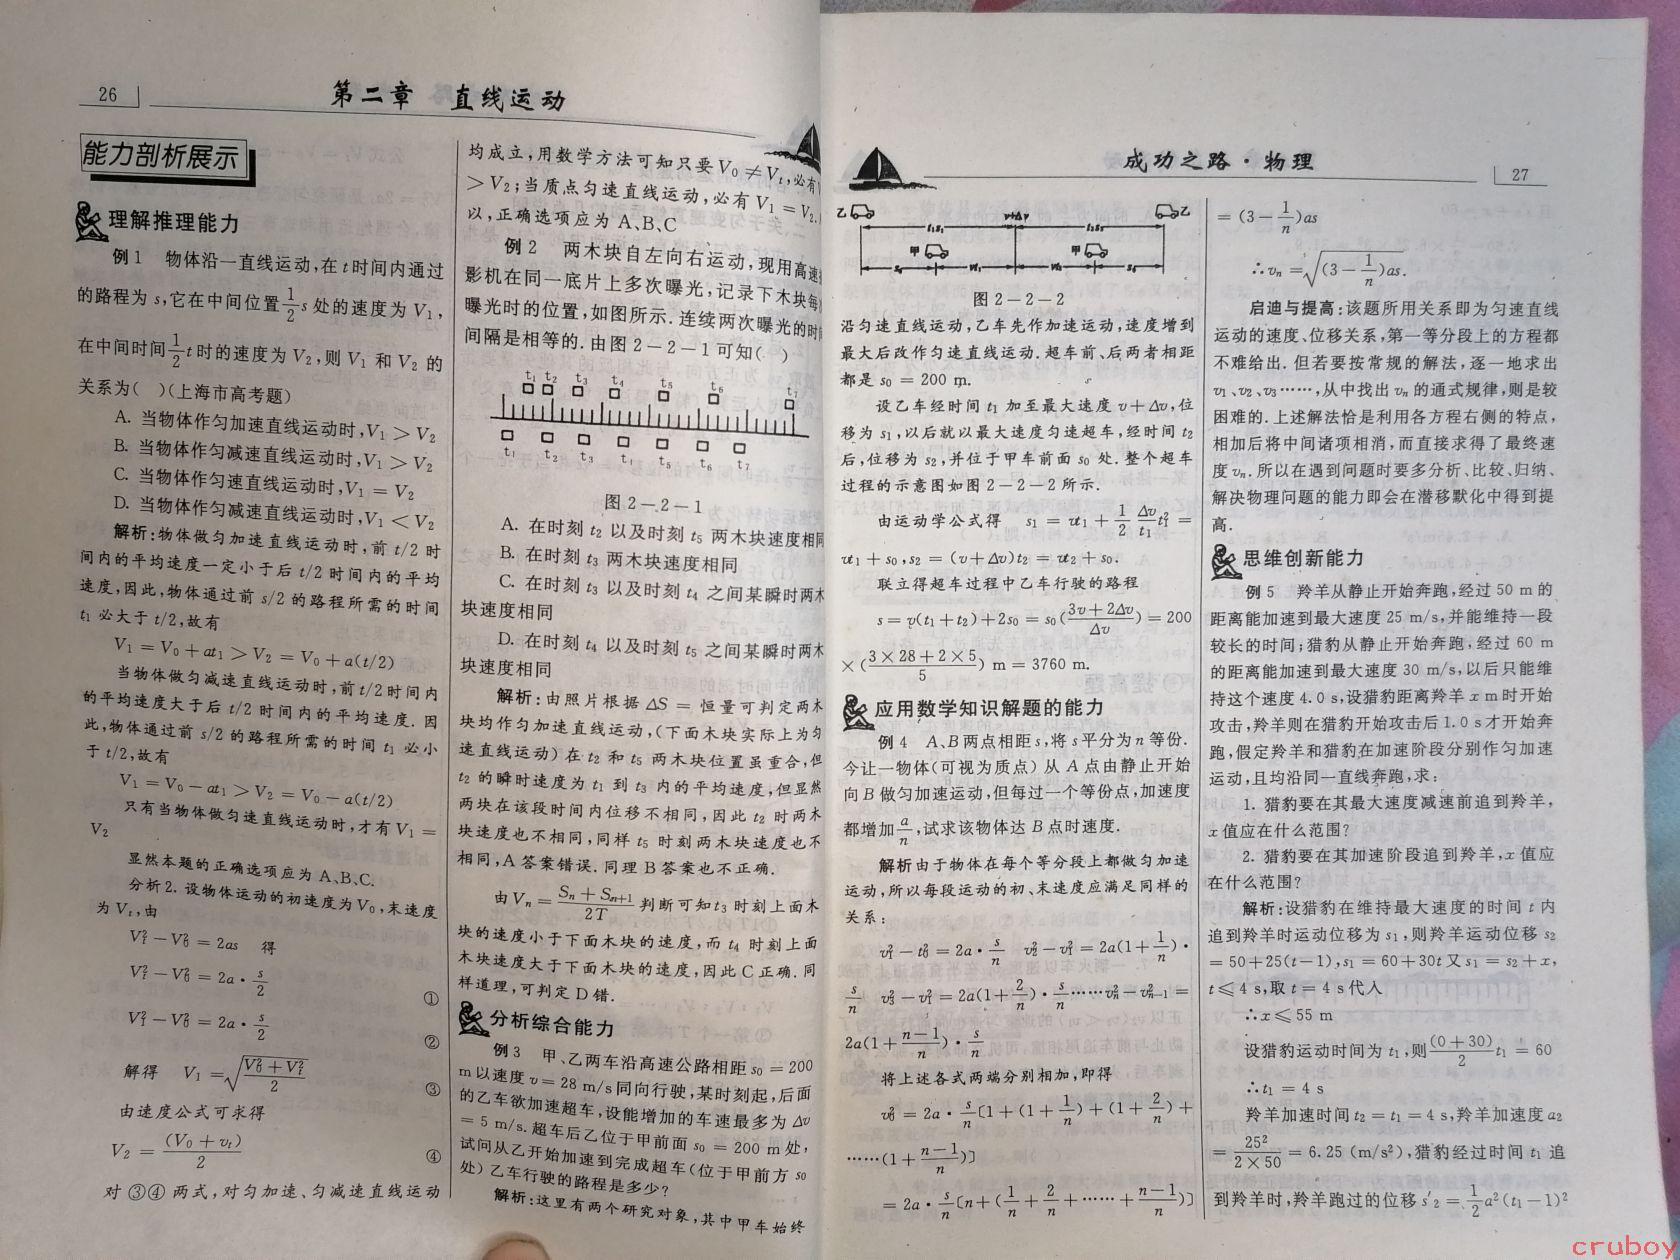 26
第二章 直线运动
能力剖析展示
理解推理能力
例1 物体沿一直线运动,在t时间内通过
的路程为s,它在中间位置1/2 s处的速度为V₁,
在中间时间1/2 t时的速度为V₂,则V₁和V₂的
关系为( )(上海市高考题)
A. 当物体作匀加速直线运动时,V₁>V₂
B. 当物体作匀减速直线运动时,V₁>V₂
C. 当物体作匀速直线运动时,V₁=V₂
D. 当物体作匀减速直线运动时,V₁<V₂
解析:物体做匀加速直线运动时,前t/2时
间内的平均速度一定小于后t/2时间内的平均
速度,因此,物体通过前s/2的路程所需的时间
t₁必大于t/2,故有
V₁=V₀+at₁>V₂=V₀+a(t/2)
当物体做匀减速直线运动时,前t/2时间内
的平均速度大于后t/2时间内的平均速度.因
此,物体通过前s/2的路程所需的时间t₁必小
于t/2,故有
V₁=V₀-at₁>V₂=V₀-a(t/2)
只有当物体做匀速直线运动时,才有V₁=
V₂
显然本题的正确选项应为A、B、C.
分析2.设物体运动的初速度为V₀,末速度
为Vₜ,由
Vₜ²-V₀²=2as 得
V₁²-V₀²=2a·s/2
①
Vₜ²-V₁²=2a·s/2
②
解得 V₁=√((V₀²+Vₜ²)/2)
③
由速度公式可求得
V₂=(V₀+vₜ)/2
④
对③④两式,对匀加速、匀减速直线运动
均成立,用数学方法可知只要V₀≠Vₜ,必有
>V₂;当质点匀速直线运动,必有V₁=V₂.
以,正确选项应为A、B、C
例2 两木块自左向右运动,现用高速
影机在同一底片上多次曝光,记录下木块每
曝光时的位置,如图所示.连续两次曝光的时
间隔是相等的.由图2-2-1可知( )
t₁ t₂ t₃ t₄ t₅ t₆ t₇
t₁ t₂ t₃ t₄ t₅ t₆ t₇
图2-2-1
A. 在时刻t₂以及时刻t₅两木块速度相同
B. 在时刻t₃两木块速度相同
C. 在时刻t₃以及时刻t₄之间某瞬时两木
块速度相同
D. 在时刻t₄以及时刻t₅之间某瞬时两木
块速度相同
解析:由照片根据ΔS=恒量可判定两木
块均作匀加速直线运动,(下面木块实际上为匀
速直线运动)在t₂和t₅两木块位置虽重合,但
t₂的瞬时速度为t₁到t₃内的平均速度,但显然
两块在该段时间内位移不相同,因此t₂时两木
块速度也不相同,同样t₅时刻两木块速度也不
相同,A答案错误.同理B答案也不正确.
由Vₙ=(Sₙ+Sₙ₊₁)/2T判断可知t₃时刻上面木
块的速度小于下面木块的速度,而t₄时刻上面
木块速度大于下面木块的速度,因此C正确.同
样道理,可判定D错.
分析综合能力
例3 甲、乙两车沿高速公路相距s₀=200
m以速度v=28 m/s同向行驶,某时刻起,后面
的乙车欲加速超车,设能增加的车速最多为Δv
=5 m/s.超车后乙位于甲前面s₀=200 m处,
试问从乙开始加速到完成超车(位于甲前方s₀
处)乙车行驶的路程是多少?
解析:这里有两个研究对象,其中甲车始终
成功之路·物理
27
乙 v+Δv 乙
t₁s₁ t₂s₂
甲 甲
s₀ vt₁ vt₂ s₀
图2-2-2
沿匀速直线运动,乙车先作加速运动,速度增到
最大后改作匀速直线运动.超车前、后两者相距
都是s₀=200 m.
设乙车经时间t₁加至最大速度v+Δv,位
移为s₁,以后就以最大速度匀速超车,经时间t₂
后,位移为s₂,并位于甲车前面s₀处.整个超车
过程的示意图如图2-2-2所示.
由运动学公式得 s₁=vt₁+1/2 Δv/t₁ t₁²=
vt₁+s₀,s₂=(v+Δv)t₂=vt₂+s₀.
联立得超车过程中乙车行驶的路程
s=v(t₁+t₂)+2s₀=s₀((3v+2Δv)/Δv)=200
×((3×28+2×5)/5) m=3760 m.
应用数学知识解题的能力
例4 A、B两点相距s,将s平分为n等份.
今让一物体(可视为质点)从A点由静止开始
向B做匀加速运动,但每过一个等份点,加速度
都增加a/n,试求该物体达B点时速度.
解析由于物体在每个等分段上都做匀加速
运动,所以每段运动的初、末速度应满足同样的
关系:
v₁²-v₀²=2a·s/n v₂²-v₁²=2a(1+1/n)·
s/n v₃²-v₂²=2a(1+2/n)·s/n……vₙ²-vₙ₋₁²=
2a(1+(n-1)/n)·s/n
将上述各式两端分别相加,即得
vₙ²=2a·s/n[1+(1+1/n)+(1+2/n)+
……(1+(n-1)/n)]
=2a·s/n[n+(1/n+2/n+……+(n-1)/n)]
=(3-1/n)as
∴vₙ=√((3-1/n)as).
启迪与提高:该题所用关系即为匀速直线
运动的速度、位移关系,第一等分段上的方程都
不难给出.但若要按常规的解法,逐一地求出
v₁、v₂、v₃……,从中找出vₙ的通式规律,则是较
困难的.上述解法恰是利用各方程右侧的特点,
相加后将中间诸项相消,而直接求得了最终速
度vₙ.所以在遇到问题时要多分析、比较、归纳、
解决物理问题的能力即会在潜移默化中得到提
高.
思维创新能力
例5 羚羊从静止开始奔跑,经过50 m的
距离能加速到最大速度25 m/s,并能维持一段
较长的时间;猎豹从静止开始奔跑,经过60 m
的距离能加速到最大速度30 m/s,以后只能维
持这个速度4.0 s,设猎豹距离羚羊x m时开始
攻击,羚羊则在猎豹开始攻击后1.0 s才开始奔
跑,假定羚羊和猎豹在加速阶段分别作匀加速
运动,且均沿同一直线奔跑,求:
1. 猎豹要在其最大速度减速前追到羚羊,
x值应在什么范围?
2. 猎豹要在其加速阶段追到羚羊,x值应
在什么范围?
解析:设猎豹在维持最大速度的时间t内
追到羚羊时运动位移为s₁,则羚羊运动位移s₂
=50+25(t-1),s₁=60+30t又s₁=s₂+x,
t≤4 s,取t=4 s代入
∴x≤55 m
设猎豹运动时间为t₁,则(0+30)/2 t₁=60
∴t₁=4 s
羚羊加速时间t₂=t₁=4 s,羚羊加速度a₂
=25²/(2×50)=6.25 (m/s²),猎豹经过时间t₁追
到羚羊时,羚羊跑过的位移s′₂=1/2 a²(t₁-1)²
cruboy